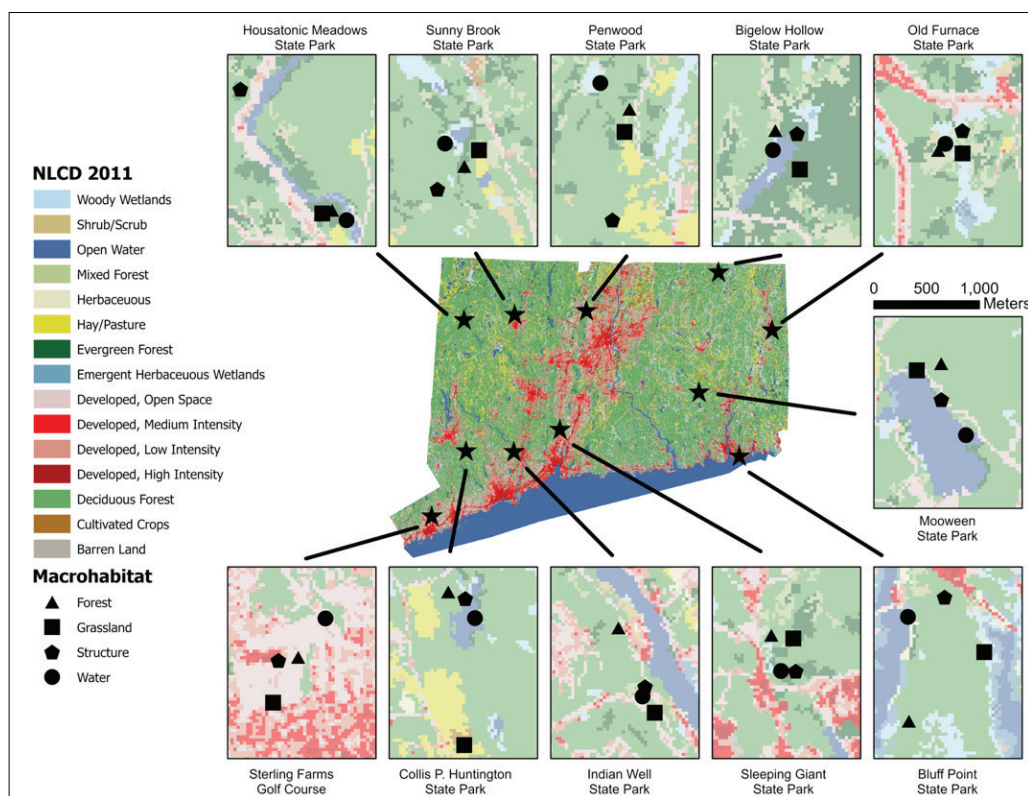 Housatonic Meadows
State Park
Sunny Brook
State Park
Penwood
State Park
Bigelow Hollow
State Park
Old Furnace
State Park
NLCD 2011
Woody Wetlands
Shrub/Scrub
Open Water
Mixed Forest
Herbaceuous
Hay/Pasture
Evergreen Forest
Emergent Herbaceuous Wetlands
Developed, Open Space
Developed, Medium Intensity
Developed, Low Intensity
Developed, High Intensity
Deciduous Forest
Cultivated Crops
Barren Land
Macrohabitat
Forest
Grassland
Structure
Water
0 500 1,000
Meters
Mooween
State Park
Sterling Farms
Golf Course
Collis P. Huntington
State Park
Indian Well
State Park
Sleeping Giant
State Park
Bluff Point
State Park